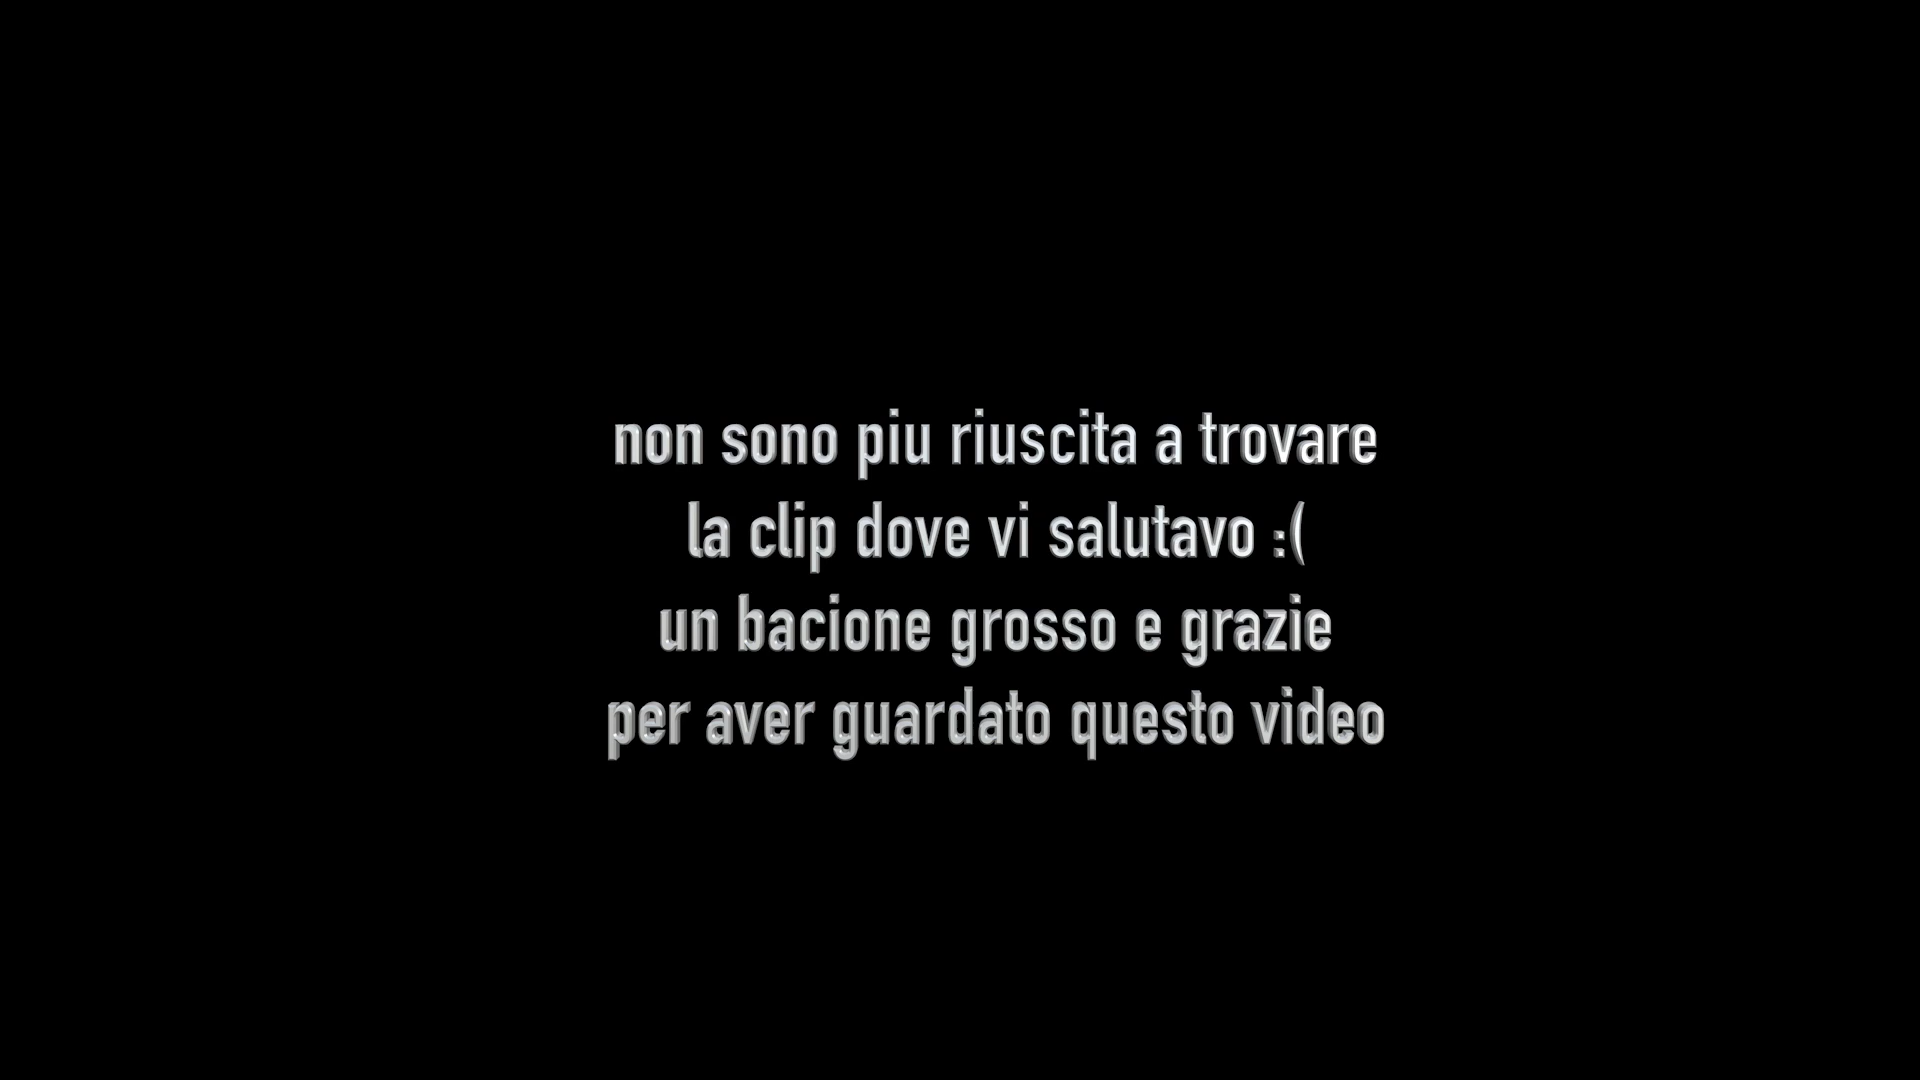 non sono piu riuscita a trovare
la clip dove vi salutavo :(
un bacione grosso e grazie
per aver guardato questo video